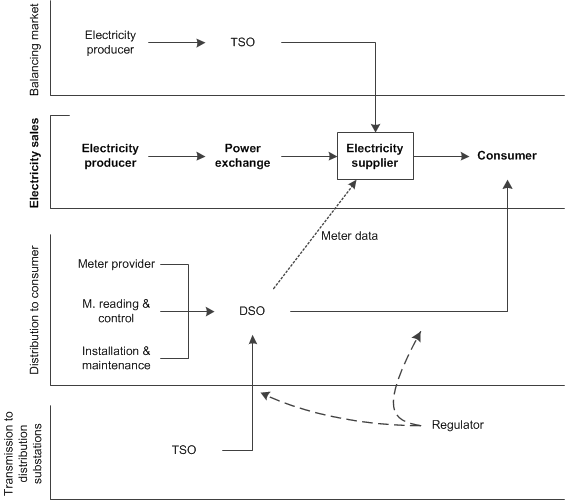 Balancing market
Electricity
producer
TSO
Electricity sales
Electricity
producer
Power
exchange
Electricity
supplier
Consumer
Meter data
Distribution to consumer
Meter provider
M. reading &
control
Installation &
maintenance
DSO
Transmission to
distribution
substations
TSO
Regulator